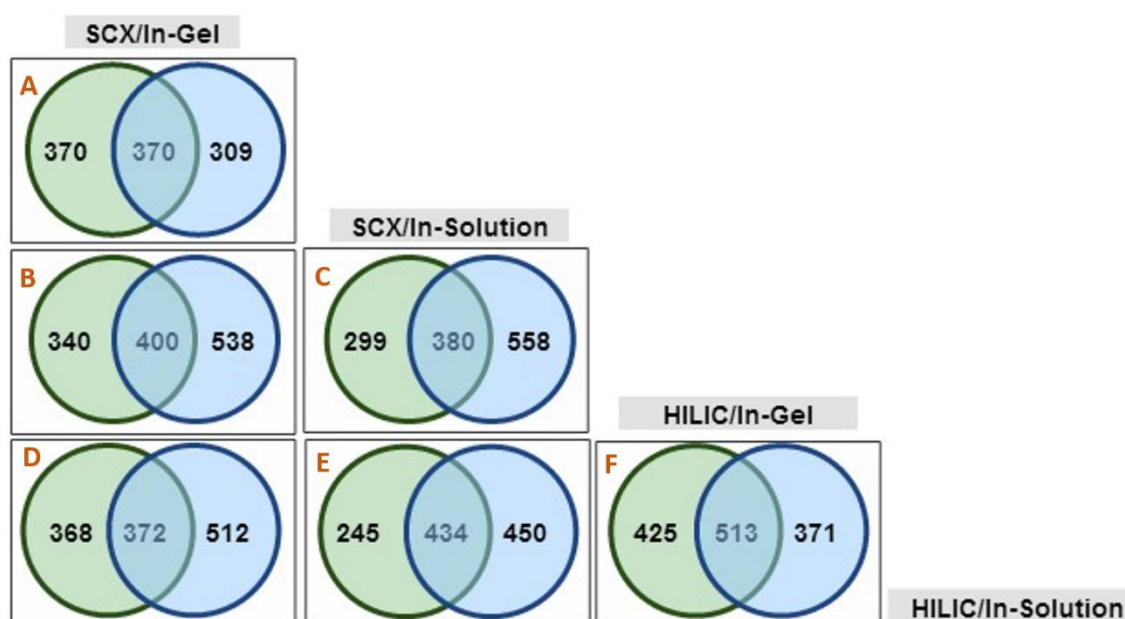 SCX/In-Gel
A
370 370 309
SCX/In-Solution
B
340 400 538
C
299 380 558
HILIC/In-Gel
D
368 372 512
E
245 434 450
F
425 513 371
HILIC/In-Solution